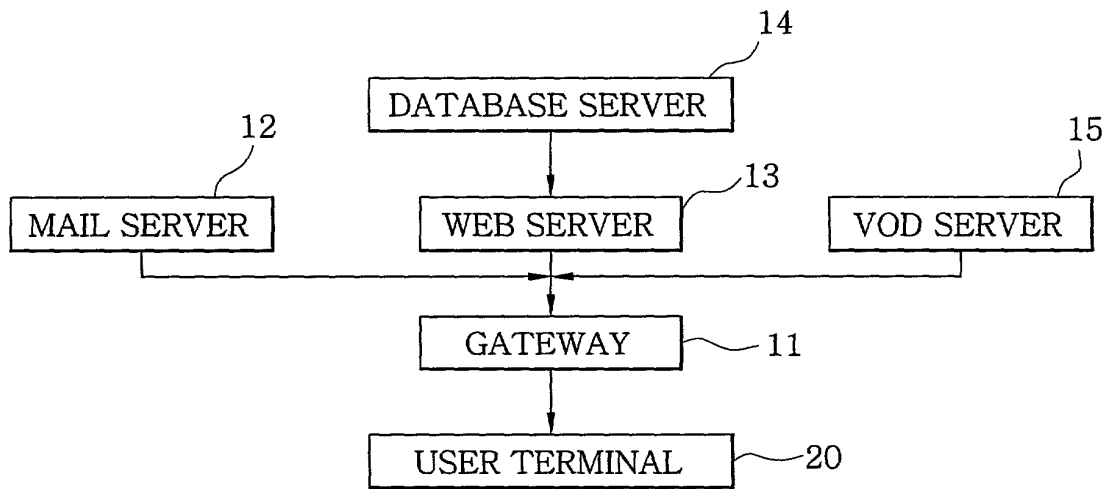 14
DATABASE SERVER
12
13
15
MAIL SERVER
WEB SERVER
VOD SERVER
GATEWAY
11
USER TERMINAL
20